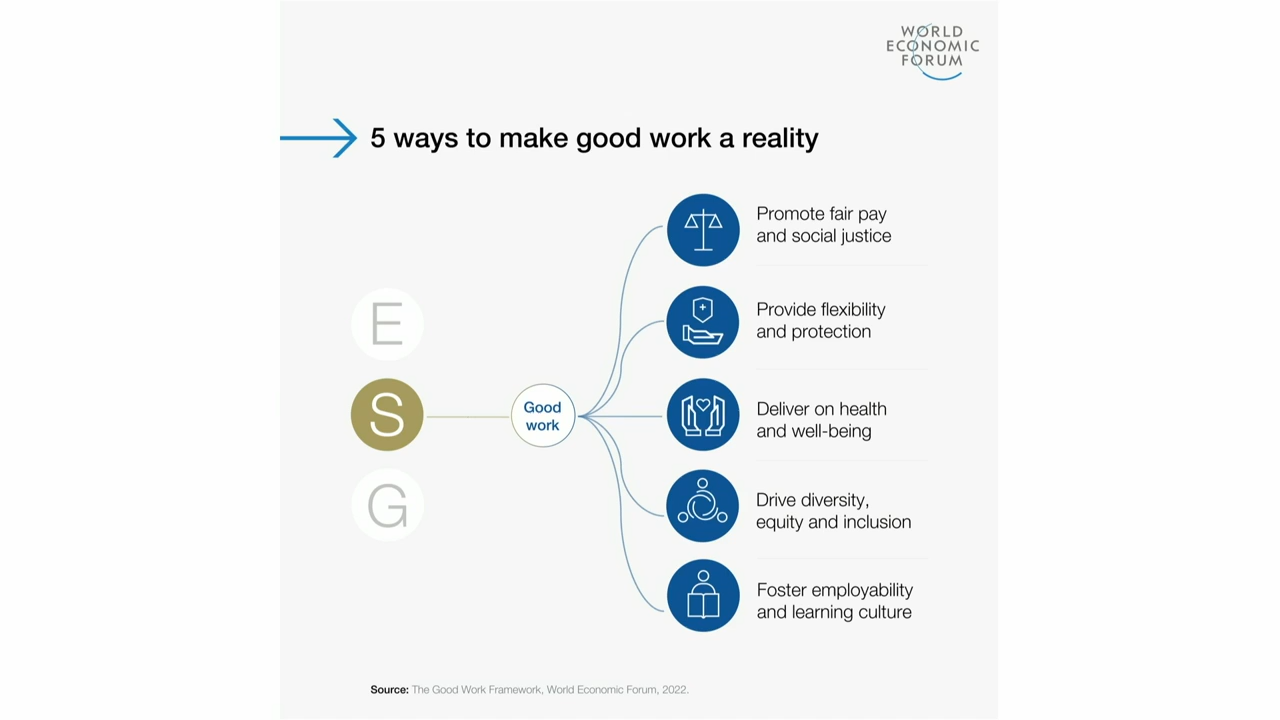 WORLD
ECONOMIC
FORUM
5 ways to make good work a reality
E
S
G
Good
work
Promote fair pay
and social justice
Provide flexibility
and protection
Deliver on health
and well-being
Drive diversity,
equity and inclusion
Foster employability
and learning culture
Source: The Good Work Framework, World Economic Forum, 2022.